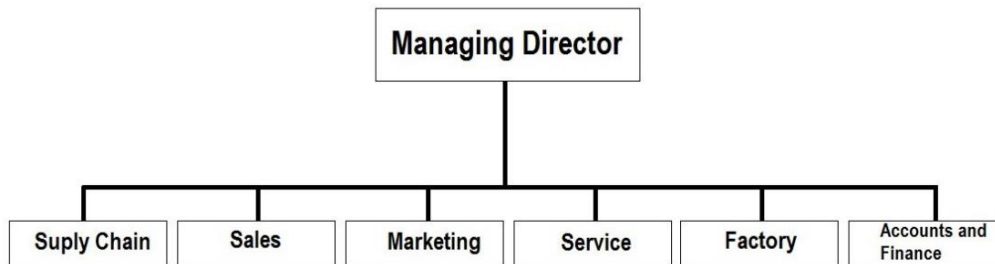 Managing Director
Suply Chain
Sales
Marketing
Service
Factory
Accounts and
Finance